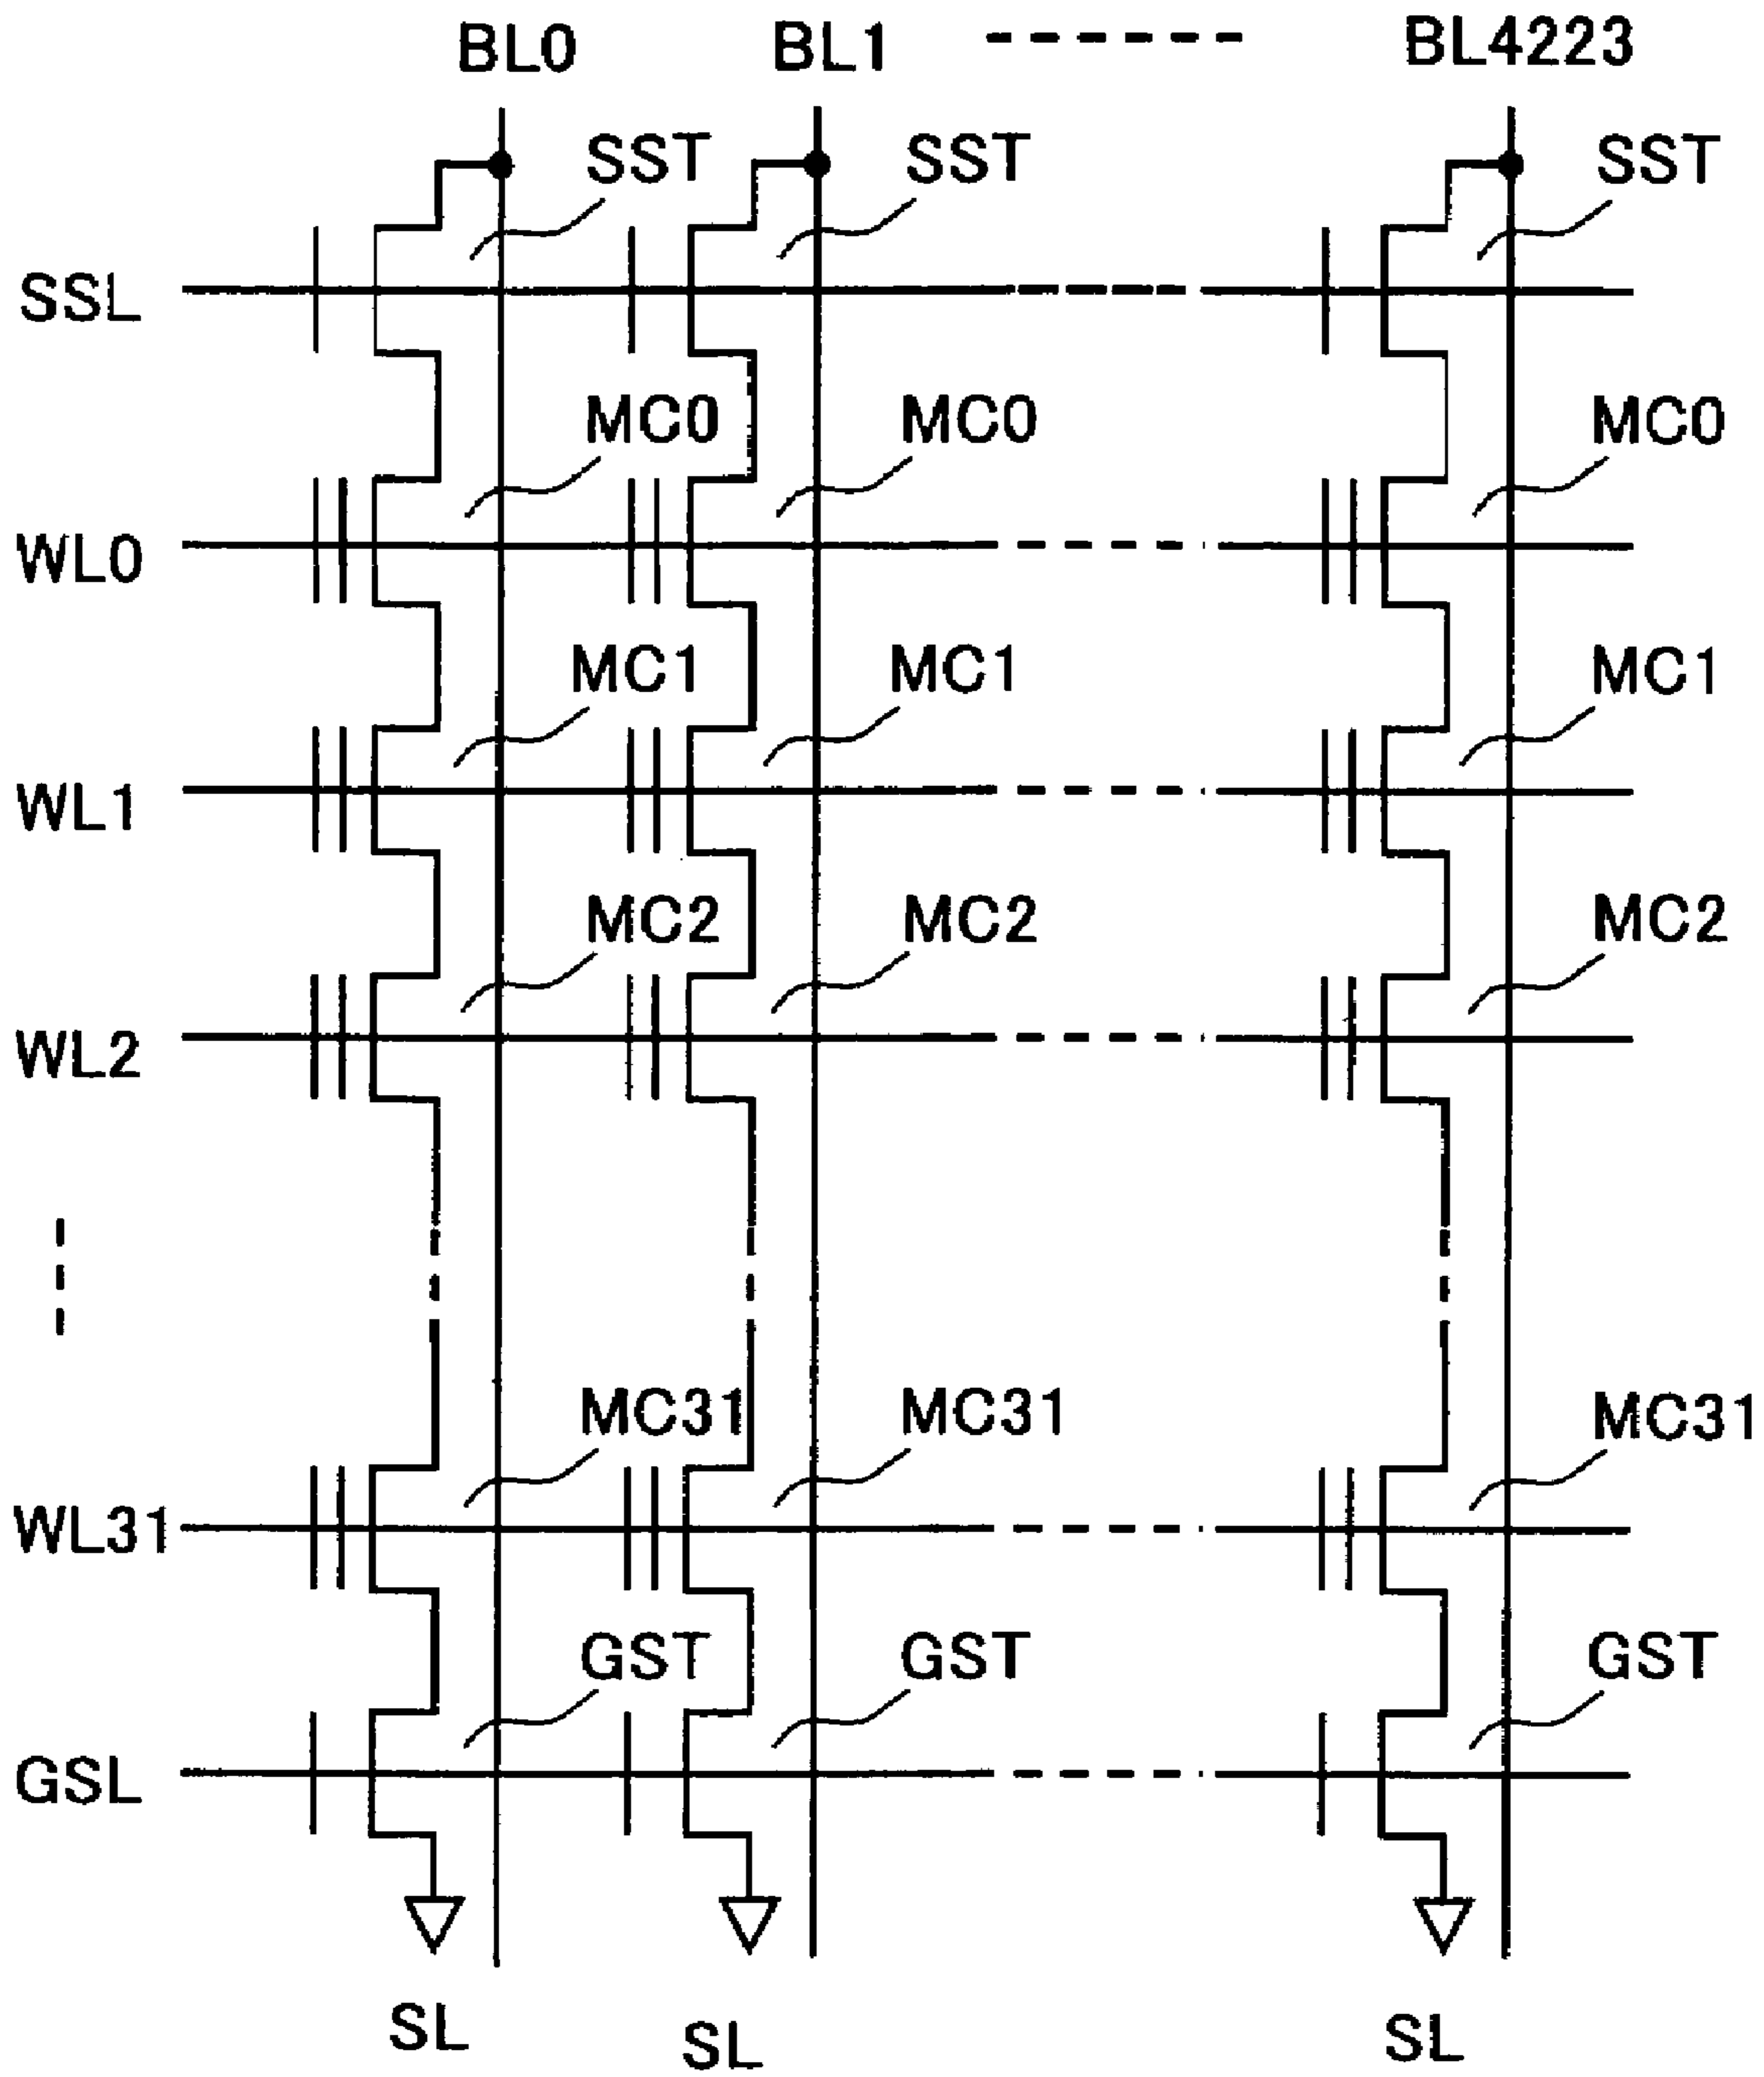 BL0 BL1 BL4223
SST SST SST
SSL
MC0 MC0 MC0
WL0
MC1 MC1 MC1
WL1
MC2 MC2 MC2
WL2
MC31 MC31 MC31
WL31
GST GST GST
GSL
SL SL SL